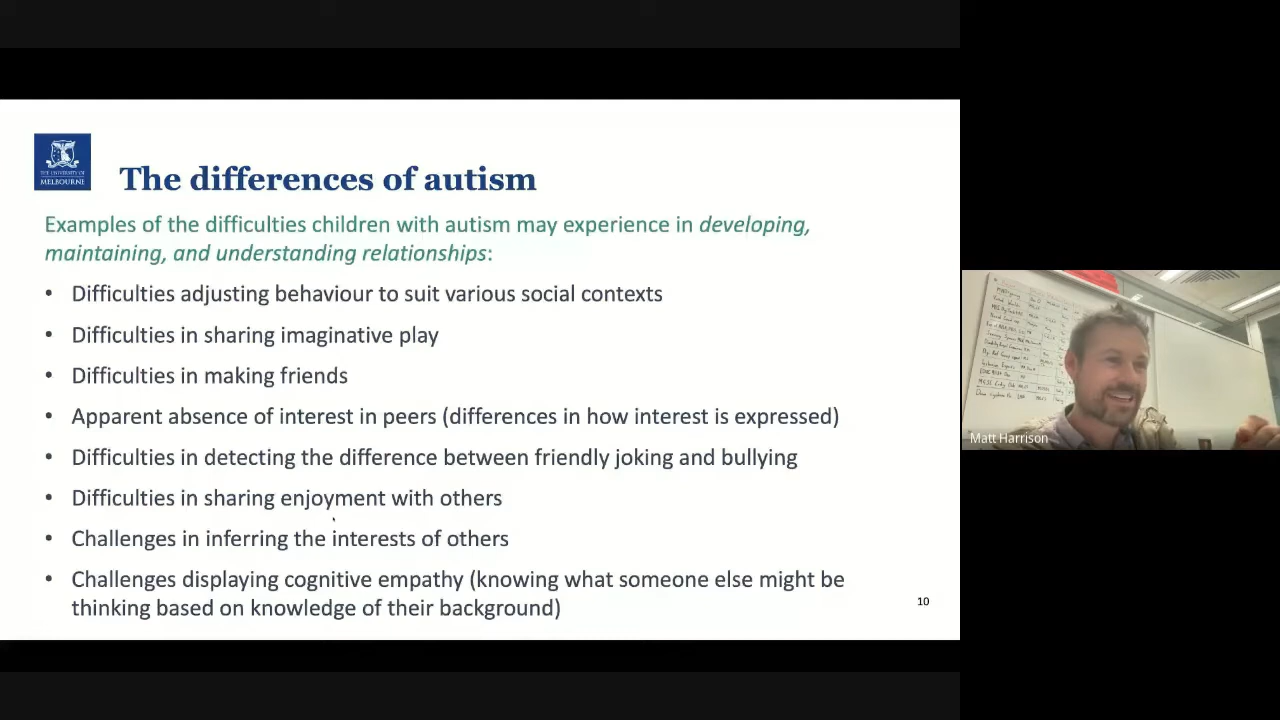 THE UNIVERSITY OF
MELBOURNE
The differences of autism
Examples of the difficulties children with autism may experience in developing,
maintaining, and understanding relationships:
• Difficulties adjusting behaviour to suit various social contexts
• Difficulties in sharing imaginative play
• Difficulties in making friends
• Apparent absence of interest in peers (differences in how interest is expressed)
• Difficulties in detecting the difference between friendly joking and bullying
• Difficulties in sharing enjoyment with others
• Challenges in inferring the interests of others
• Challenges displaying cognitive empathy (knowing what someone else might be
thinking based on knowledge of their background)
10
Matt Harrison